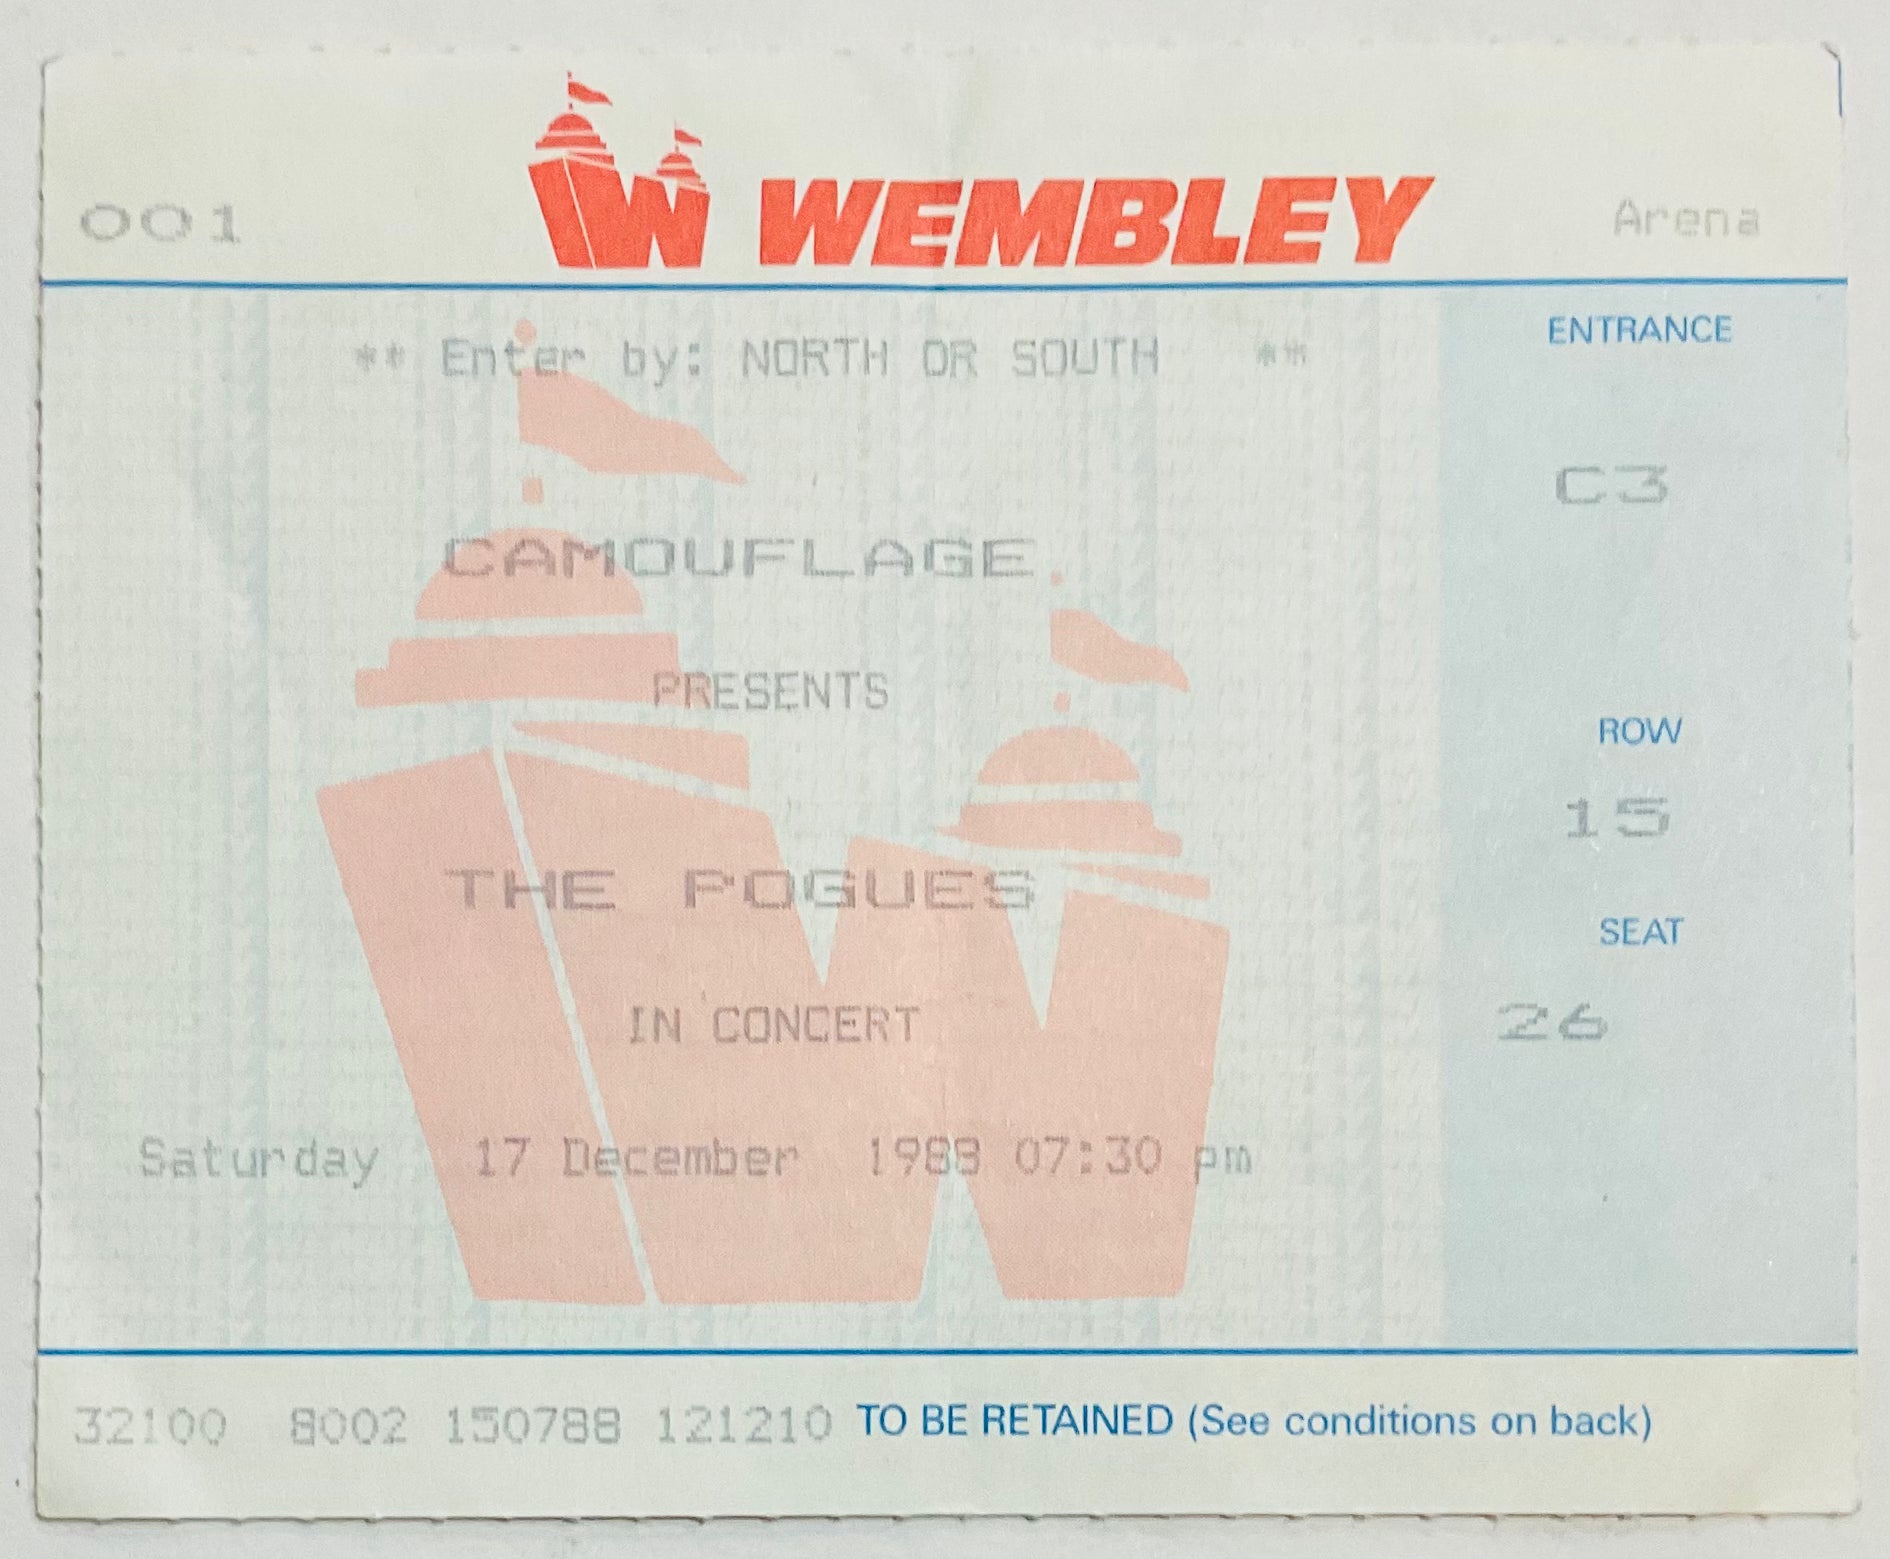 001 WEMBLEY Arena
** Enter by: NORTH OR SOUTH **
ENTRANCE
C3
CAMOUFLAGE
PRESENTS
ROW
15
THE POGUES
SEAT
26
IN CONCERT
Saturday 17 December 1988 07:30 pm
32100 8002 150788 121210 TO BE RETAINED (See conditions on back)